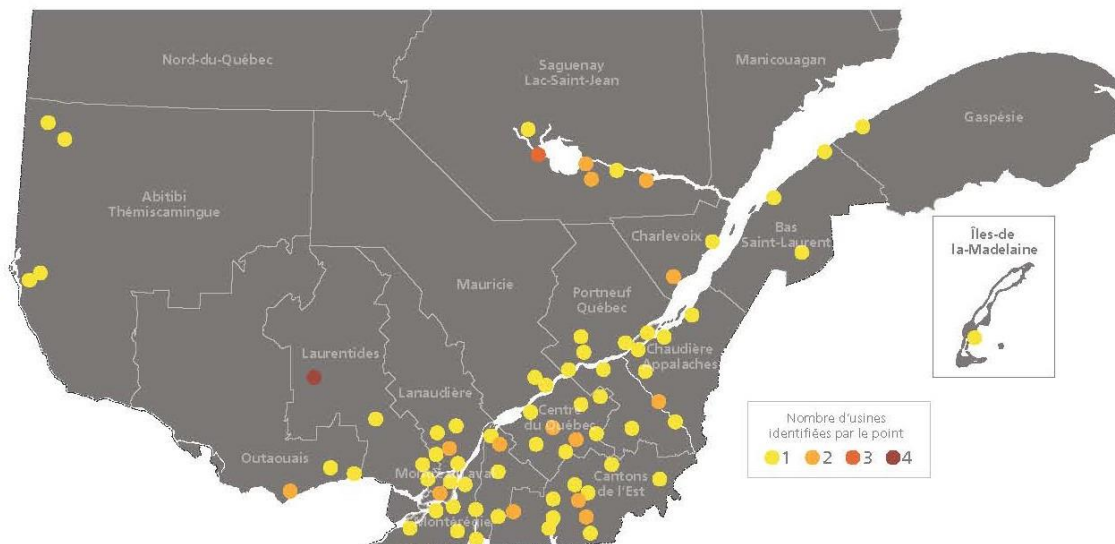 Nord-du-Québec
Saguenay
Lac-Saint-Jean
Manicouagan
Gaspésie
Abitibi
Thémiscamingue
Charlevoix
Bas
Saint-Laurent
Îles-de
la-Madelaine
Mauricie
Portneuf
Québec
Laurentides
Chaudière
Appalaches
Lanaudière
Centre
du Québec
Nombre d'usines
identifiées par le point
1 2 3 4
Outaouais
Laval
Cantons
de l'Est
Montérégie